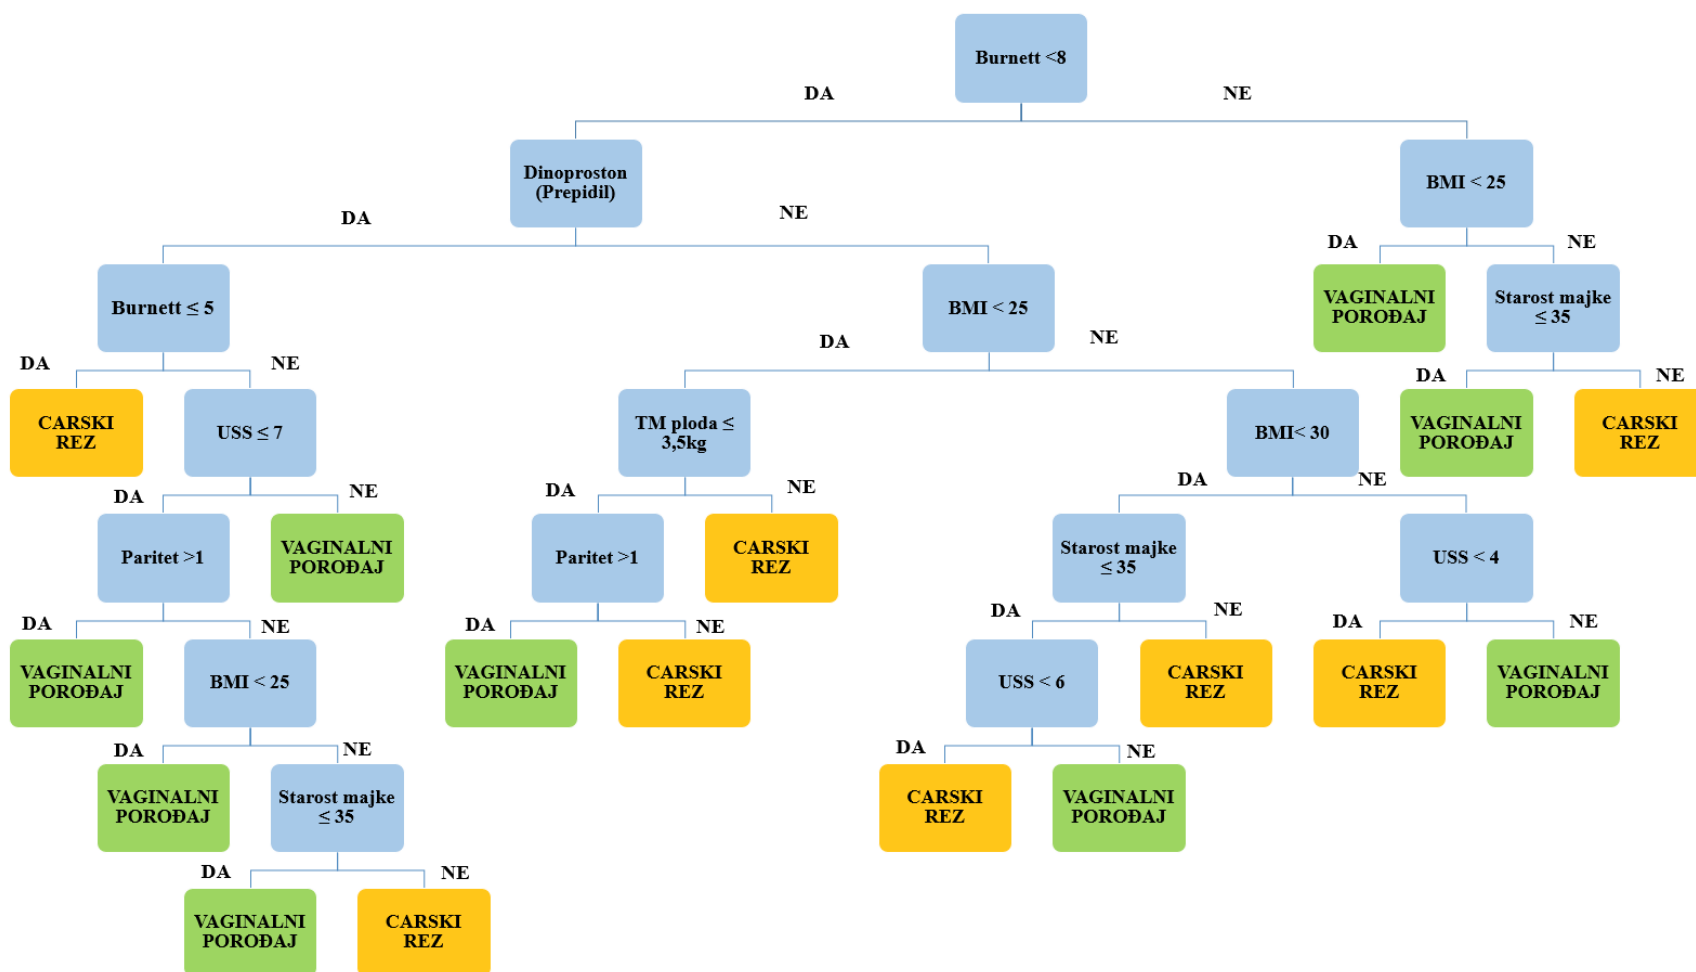 Burnett <8
DA
NE
Dinoproston
(Prepidil)
BMI < 25
DA
NE
DA
NE
Burnett ≤ 5
BMI < 25
VAGINALNI
POROĐAJ
Starost majke
≤ 35
DA
NE
DA
NE
DA
NE
CARSKI
REZ
USS ≤ 7
TM ploda ≤
3,5kg
BMI< 30
VAGINALNI
POROĐAJ
CARSKI
REZ
DA
NE
DA
NE
DA
NE
Paritet >1
VAGINALNI
POROĐAJ
Paritet >1
CARSKI
REZ
Starost majke
≤ 35
USS < 4
DA
NE
DA
NE
DA
NE
DA
NE
VAGINALNI
POROĐAJ
BMI < 25
VAGINALNI
POROĐAJ
CARSKI
REZ
USS < 6
CARSKI
REZ
CARSKI
REZ
VAGINALNI
POROĐAJ
DA
NE
DA
NE
VAGINALNI
POROĐAJ
Starost majke
≤ 35
CARSKI
REZ
VAGINALNI
POROĐAJ
DA
NE
VAGINALNI
POROĐAJ
CARSKI
REZ